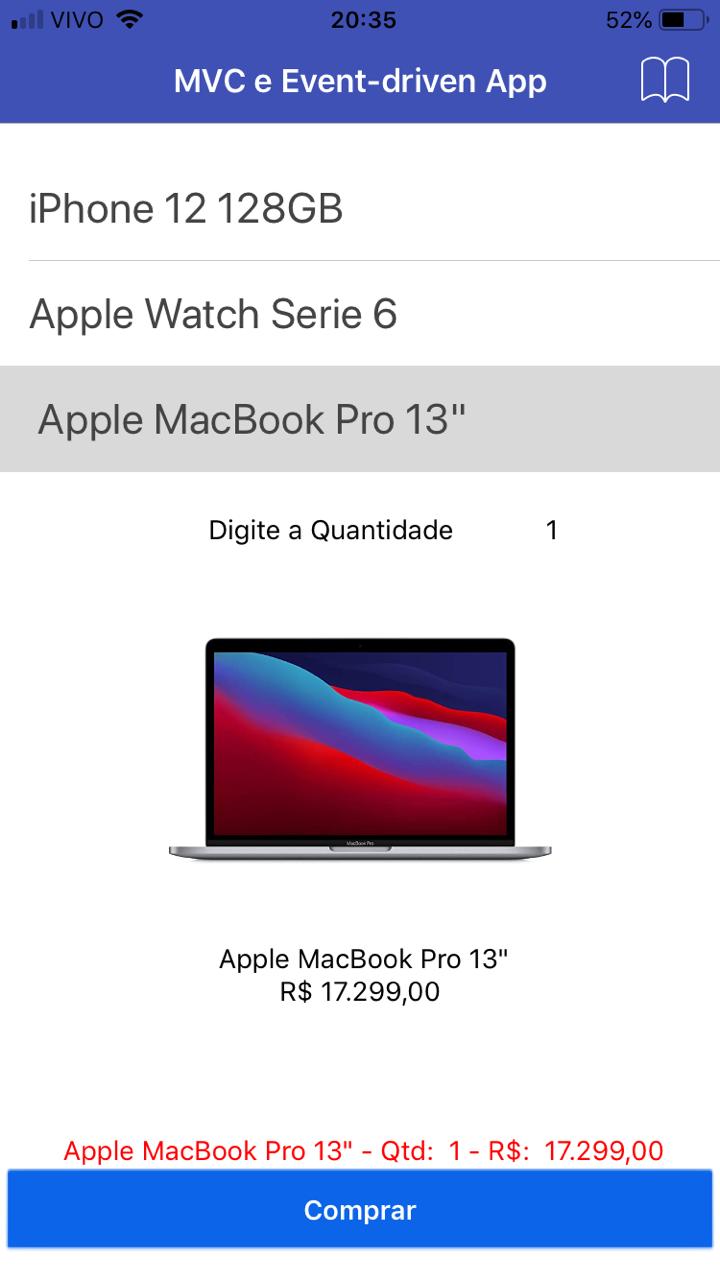 VIVO 20:35 52%
MVC e Event-driven App
iPhone 12 128GB
Apple Watch Serie 6
Apple MacBook Pro 13"
Digite a Quantidade 1
MacBook Pro
Apple MacBook Pro 13"
R$ 17.299,00
Apple MacBook Pro 13" - Qtd: 1 - R$: 17.299,00
Comprar